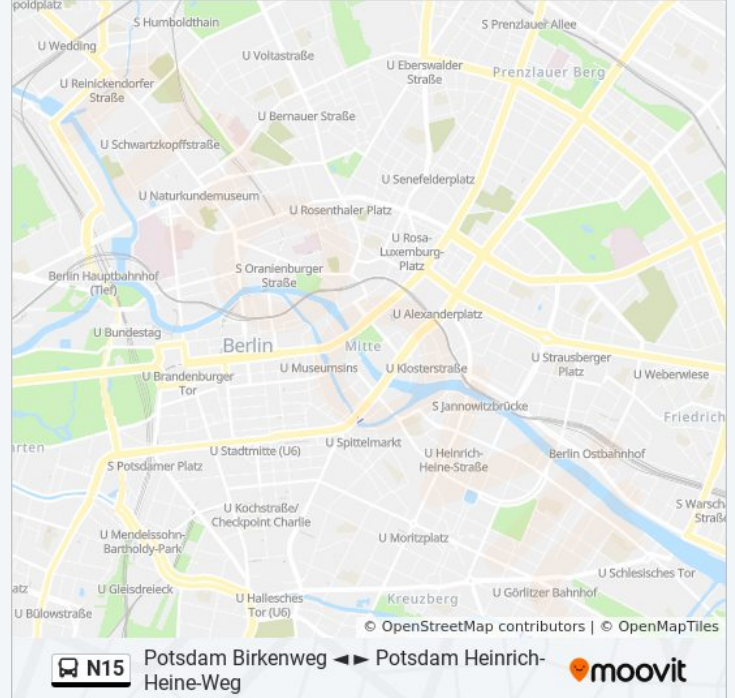 S Humboldthain
S Prenzlauer Allee
U Wedding
U Voltastraße
U Eberswalder
Straße
Prenzlauer Berg
U Reinickendorfer
Straße
U Bernauer Straße
U Schwartzkopffstraße
U Senefelderplatz
U Naturkundemuseum
U Rosenthaler Platz
U Rosa-
Luxemburg-
Platz
S Oranienburger
Straße
Berlin Hauptbahnhof
(Tief)
U Alexanderplatz
U Bundestag
Berlin
Mitte
U Strausberger
Platz
U Museumsins
U Klosterstraße
U Weberwiese
U Brandenburger
Tor
S Jannowitzbrücke
Friedrich
arten
U Spittelmarkt
U Stadtmitte (U6)
U Heinrich-
Heine-Straße
Berlin Ostbahnhof
S Potsdamer Platz
S Warsch
Straße
U Kochstraße/
Checkpoint Charlie
U Mendelssohn-
Bartholdy-Park
U Moritzplatz
U Schlesisches Tor
atz
U Gleisdreieck
U Hallesches
Tor (U6)
Kreuzberg
U Görlitzer Bahnhof
U Bülowstraße
© OpenStreetMap contributors | © OpenMapTiles
N15
Potsdam Birkenweg ◄► Potsdam Heinrich-
Heine-Weg
moovit